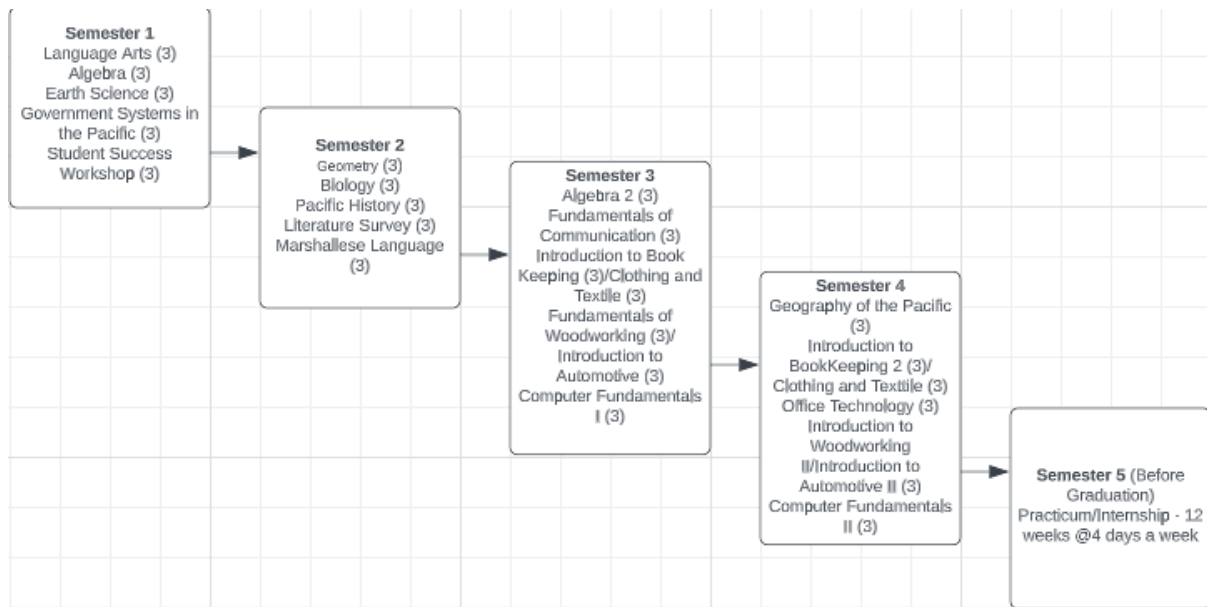 Semester 1
Language Arts (3)
Algebra (3)
Earth Science (3)
Government Systems in
the Pacific (3)
Student Success
Workshop (3)
Semester 2
Geometry (3)
Biology (3)
Pacific History (3)
Literature Survey (3)
Marshallese Language
(3)
Semester 3
Algebra 2 (3)
Fundamentals of
Communication (3)
Introduction to Book
Keeping (3)/Clothing and
Textile (3)
Fundamentals of
Woodworking (3)/
Introduction to
Automotive (3)
Computer Fundamentals
I (3)
Semester 4
Geography of the Pacific
(3)
Introduction to
BookKeeping 2 (3)/
Clothing and Texttile (3)
Office Technology (3)
Introduction to
Woodworking
II/Introduction to
Automotive II (3)
Computer Fundamentals
II (3)
Semester 5 (Before
Graduation)
Practicum/Internship - 12
weeks @4 days a week